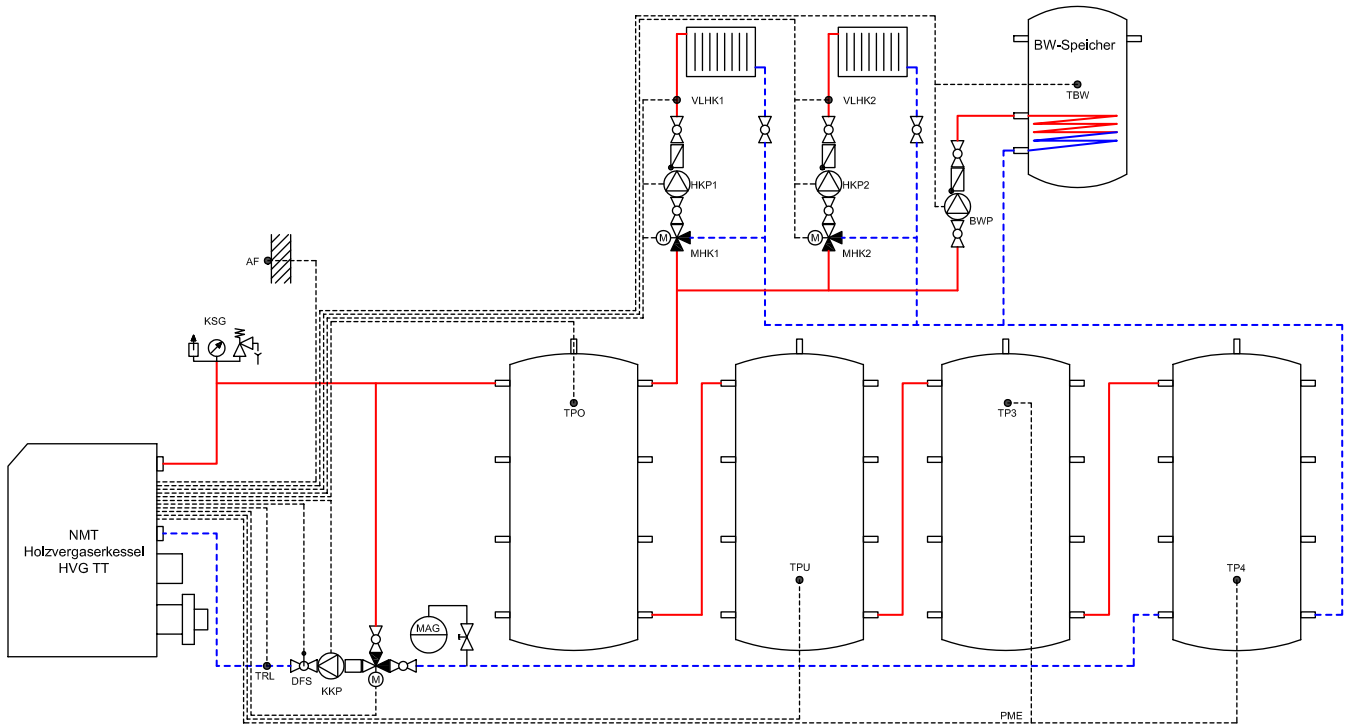 BW-Speicher
TBW
VLHK1
VLHK2
HKP1
HKP2
BWP
M
MHK1
M
MHK2
AF
KSG
TPO
TP3
NMT
Holzvergaserkessel
HVG TT
TPU
TP4
MAG
TRL
DFS
KKP
M
PME